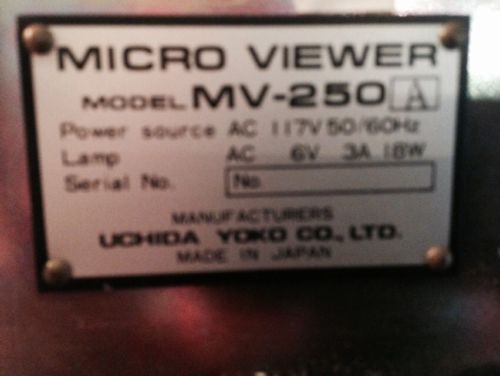 MICRO VIEWER
MODEL MV-250 A
Power source AC 117V 50/60Hz
Lamp AC 6V 3A 18W
Serial No. No.
MANUFACTURERS
UCHIDA YOKO CO., LTD.
MADE IN JAPAN